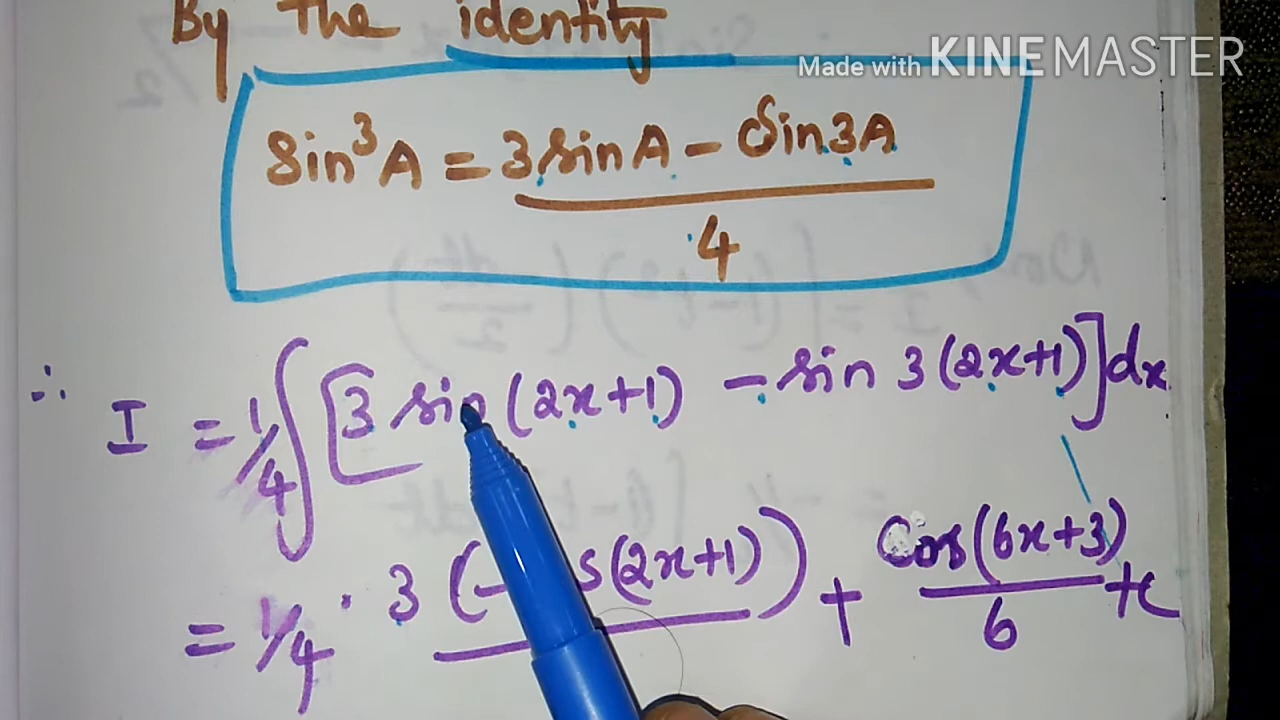 By the identity
Made with KINEMASTER
Sin³A = 3sinA - Sin3A
4
∴ I = 1/4 ∫ [3 sin(2x+1) - sin 3(2x+1)] dx
= 1/4 · 3 (- s(2x+1)) + Cos(6x+3) + c
6